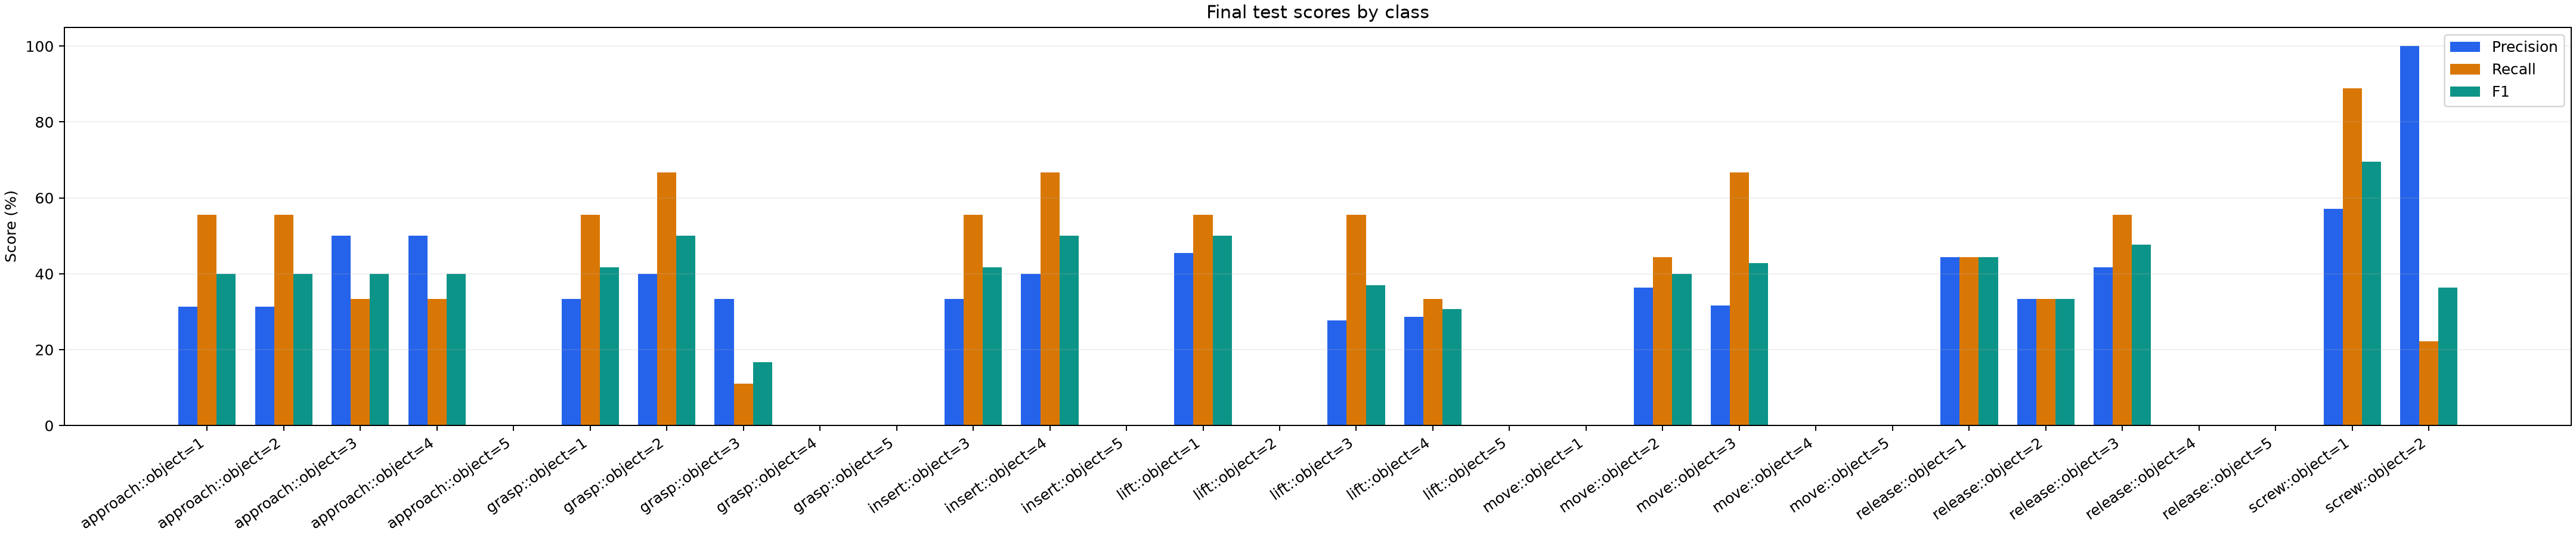 Final test scores by class
Score (%)
100
80
60
40
20
0
Precision
Recall
F1
approach::object=1
approach::object=2
approach::object=3
approach::object=4
approach::object=5
grasp::object=1
grasp::object=2
grasp::object=3
grasp::object=4
grasp::object=5
insert::object=3
insert::object=4
insert::object=5
lift::object=1
lift::object=2
lift::object=3
lift::object=4
lift::object=5
move::object=1
move::object=2
move::object=3
move::object=4
move::object=5
release::object=1
release::object=2
release::object=3
release::object=4
release::object=5
screw::object=1
screw::object=2